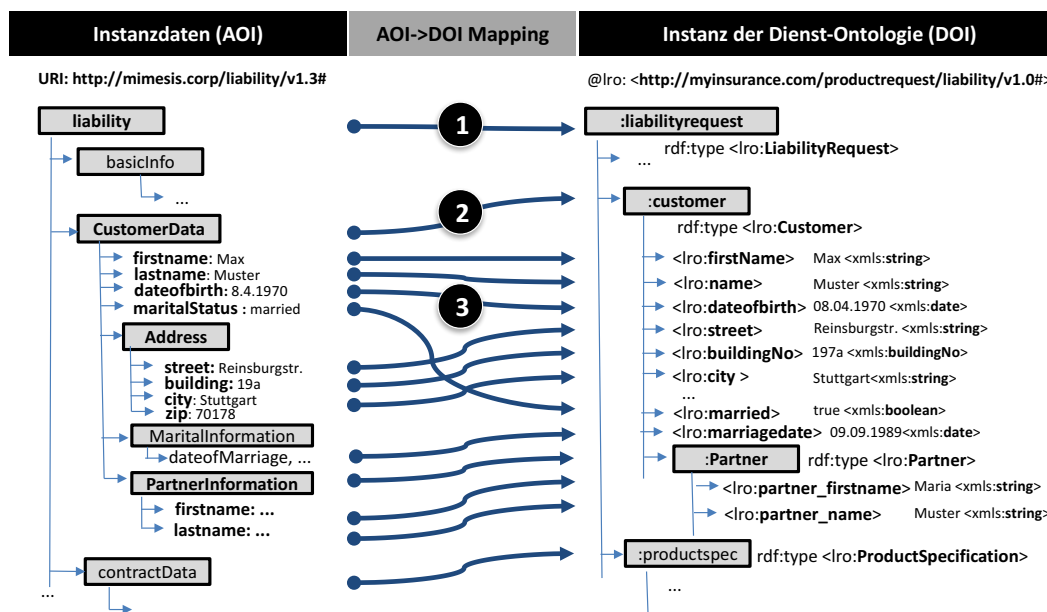 Instanzdaten (AOI)
AOI->DOI Mapping
Instanz der Dienst-Ontologie (DOI)
URI: http://mimesis.corp/liability/v1.3#
liability
basicInfo
...
CustomerData
firstname: Max
lastname: Muster
dateofbirth: 8.4.1970
maritalStatus : married
Address
street: Reinsburgstr.
building: 19a
city: Stuttgart
zip: 70178
MaritalInformation
dateofMarriage, ...
PartnerInformation
firstname: ...
lastname: ...
contractData
...
1
2
3
@lro: <http://myinsurance.com/productrequest/liability/v1.0#>
:liabilityrequest
rdf:type <lro:LiabilityRequest>
...
:customer
rdf:type <lro:Customer>
<lro:firstName> Max <xmls:string>
<lro:name> Muster <xmls:string>
<lro:dateofbirth> 08.04.1970 <xmls:date>
<lro:street> Reinsburgstr. <xmls:string>
<lro:buildingNo> 197a <xmls:buildingNo>
<lro:city > Stuttgart<xmls:string>
...
<lro:married> true <xmls:boolean>
<lro:marriagedate> 09.09.1989<xmls:date>
:Partner rdf:type <lro:Partner>
<lro:partner_firstname> Maria <xmls:string>
<lro:partner_name> Muster <xmls:string>
:productspec rdf:type <lro:ProductSpecification>
...